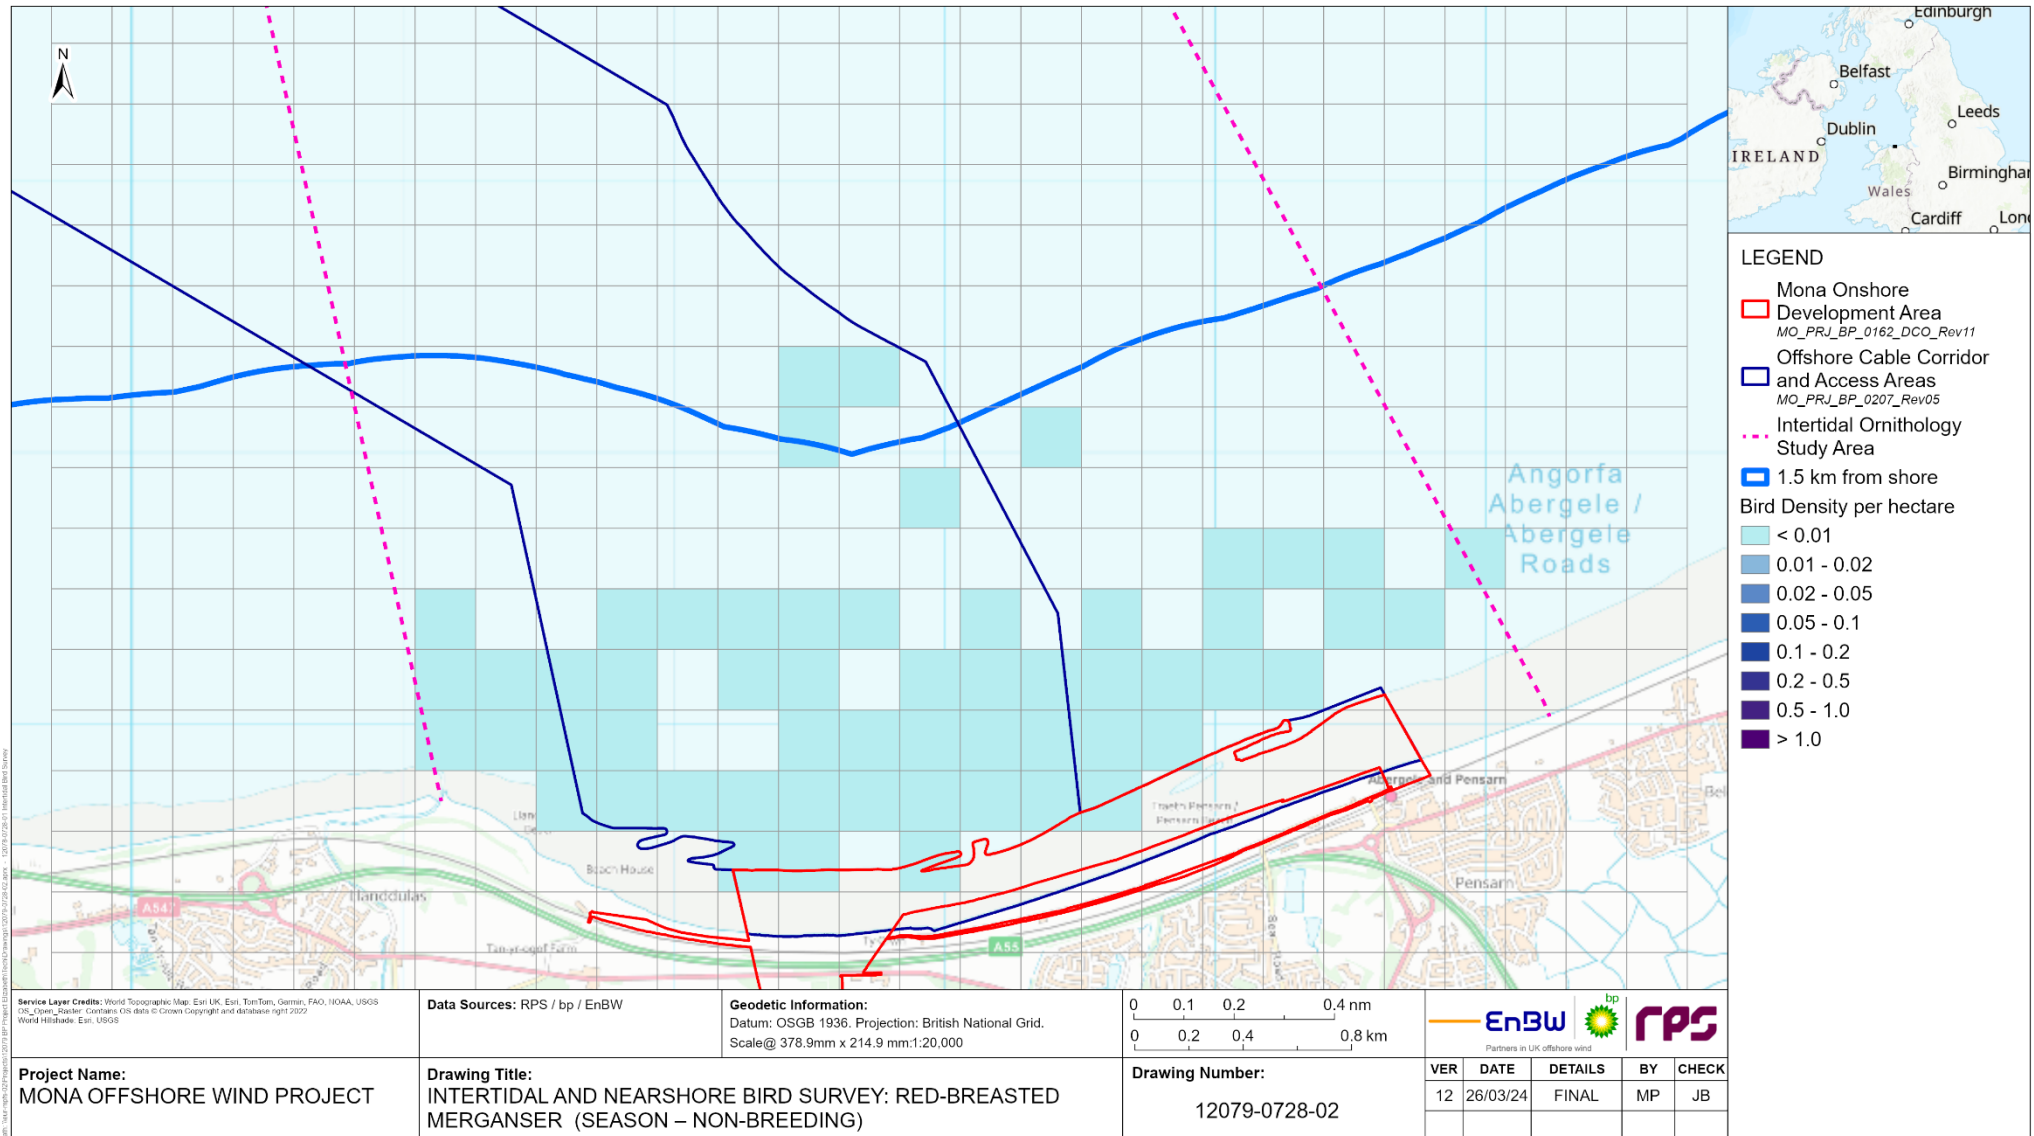 N
Angorfa
Abergele /
Abergele
Roads
Abergele and Pensarn
Traeth Pensarn /
Pensarn Beach
Beach House
Llanddulas
A547
Tan-yr-ogof Farm
A55
Pensarn
Edinburgh
Belfast
Leeds
Dublin
IRELAND
Birmingham
Wales
Cardiff
LEGEND
Mona Onshore
Development Area
MO_PRJ_BP_0162_DCO_Rev11
Offshore Cable Corridor
and Access Areas
MO_PRJ_BP_0207_Rev05
Intertidal Ornithology
Study Area
1.5 km from shore
Bird Density per hectare
< 0.01
0.01 - 0.02
0.02 - 0.05
0.05 - 0.1
0.1 - 0.2
0.2 - 0.5
0.5 - 1.0
> 1.0
Service Layer Credits: World Topographic Map: Esri UK, Esri, TomTom, Garmin, FAO, NOAA, USGS
OS_Open_Raster: Contains OS data © Crown Copyright and database right 2022
World Hillshade: Esri, USGS
Data Sources: RPS / bp / EnBW
Geodetic Information:
Datum: OSGB 1936. Projection: British National Grid.
Scale@ 378.9mm x 214.9 mm:1:20,000
0 0.1 0.2 0.4 nm
0 0.2 0.4 0.8 km
EnBW bp rps
Partners in UK offshore wind
Project Name:
MONA OFFSHORE WIND PROJECT
Drawing Title:
INTERTIDAL AND NEARSHORE BIRD SURVEY: RED-BREASTED
MERGANSER (SEASON – NON-BREEDING)
Drawing Number:
12079-0728-02
VER DATE DETAILS BY CHECK
12 26/03/24 FINAL MP JB